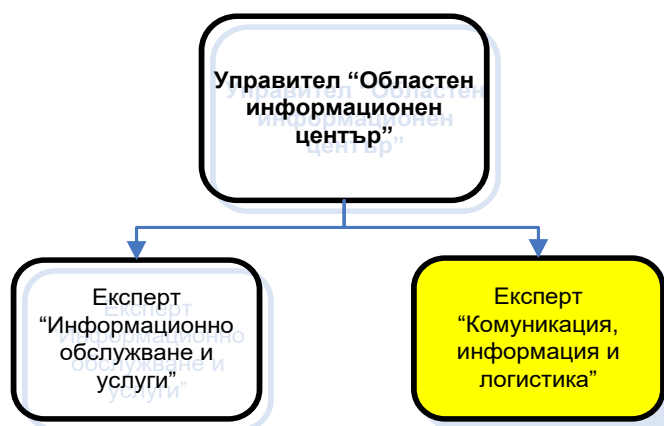 Управител “Областен
информационен
център”
Експерт
“Информационно
обслужване и
услуги”
Експерт
“Комуникация,
информация и
логистика”